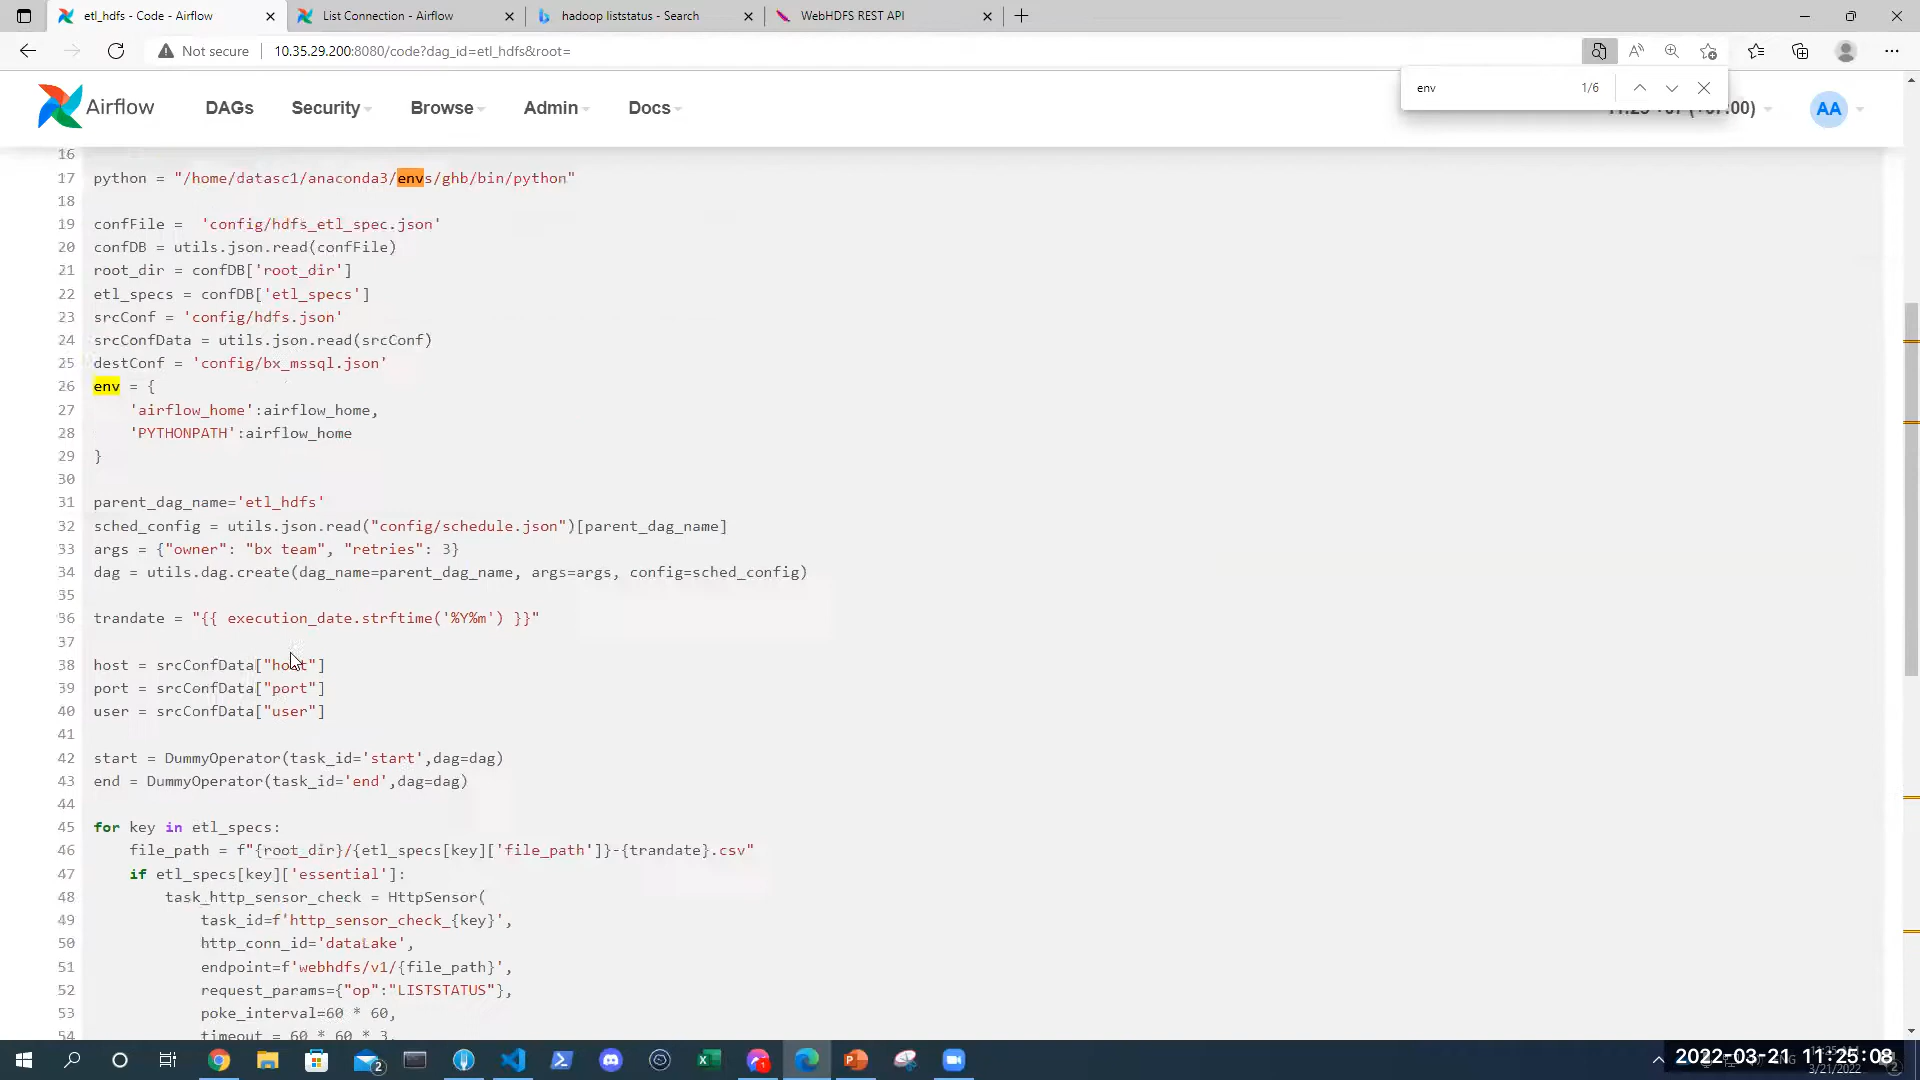 etl_hdfs - Code - Airflow
List Connection - Airflow
hadoop liststatus - Search
WebHDFS REST API
Not secure
10.35.29.200:8080/code?dag_id=etl_hdfs&root=
env
1/6
Airflow
DAGs
Security
Browse
Admin
Docs
AA
16
17 python = "/home/datasc1/anaconda3/envs/ghb/bin/python"
18
19 confFile =  'config/hdfs_etl_spec.json'
20 confDB = utils.json.read(confFile)
21 root_dir = confDB['root_dir']
22 etl_specs = confDB['etl_specs']
23 srcConf = 'config/hdfs.json'
24 srcConfData = utils.json.read(srcConf)
25 destConf = 'config/bx_mssql.json'
26 env = {
27     'airflow_home':airflow_home,
28     'PYTHONPATH':airflow_home
29 }
30
31 parent_dag_name='etl_hdfs'
32 sched_config = utils.json.read("config/schedule.json")[parent_dag_name]
33 args = {"owner": "bx team", "retries": 3}
34 dag = utils.dag.create(dag_name=parent_dag_name, args=args, config=sched_config)
35
36 trandate = "{{ execution_date.strftime('%Y%m') }}"
37
38 host = srcConfData["host"]
39 port = srcConfData["port"]
40 user = srcConfData["user"]
41
42 start = DummyOperator(task_id='start',dag=dag)
43 end = DummyOperator(task_id='end',dag=dag)
44
45 for key in etl_specs:
46     file_path = f"{root_dir}/{etl_specs[key]['file_path']}-{trandate}.csv"
47     if etl_specs[key]['essential']:
48         task_http_sensor_check = HttpSensor(
49             task_id=f'http_sensor_check_{key}',
50             http_conn_id='dataLake',
51             endpoint=f'webhdfs/v1/{file_path}',
52             request_params={"op":"LISTSTATUS"},
53             poke_interval=60 * 60,
54             timeout = 60 * 60 * 3,
2022-03-21 11:25:08
3/21/2022